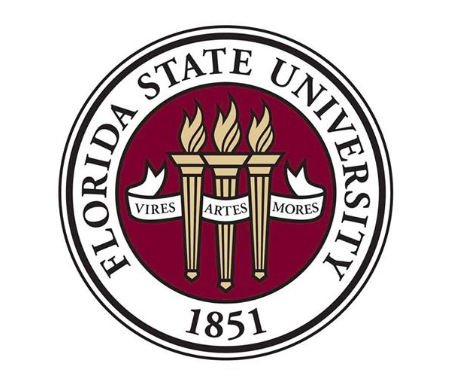 FLORIDA STATE UNIVERSITY
VIRES ARTES MORES
1851